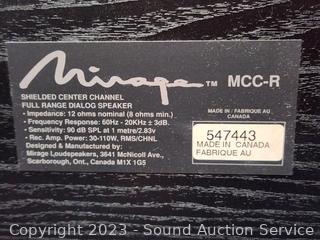 Mirage™ MCC-R
SHIELDED CENTER CHANNEL
FULL RANGE DIALOG SPEAKER
- Impedance: 12 ohms nominal (8 ohms min.)
- Frequency Response: 60Hz - 20KHz ± 3dB.
- Sensitivity: 90 dB SPL at 1 metre/2.83v
- Rec. Amp. Power: 30-110W, RMS/CHNL
Designed & Manufactured by:
Mirage Loudspeakers, 3641 McNicoll Ave.,
Scarborough, Ont., Canada M1X 1G5
MADE IN / FABRIQUE AU
CANADA
547443
MADE IN CANADA
FABRIQUE AU
Copyright 2023 - Sound Auction Service